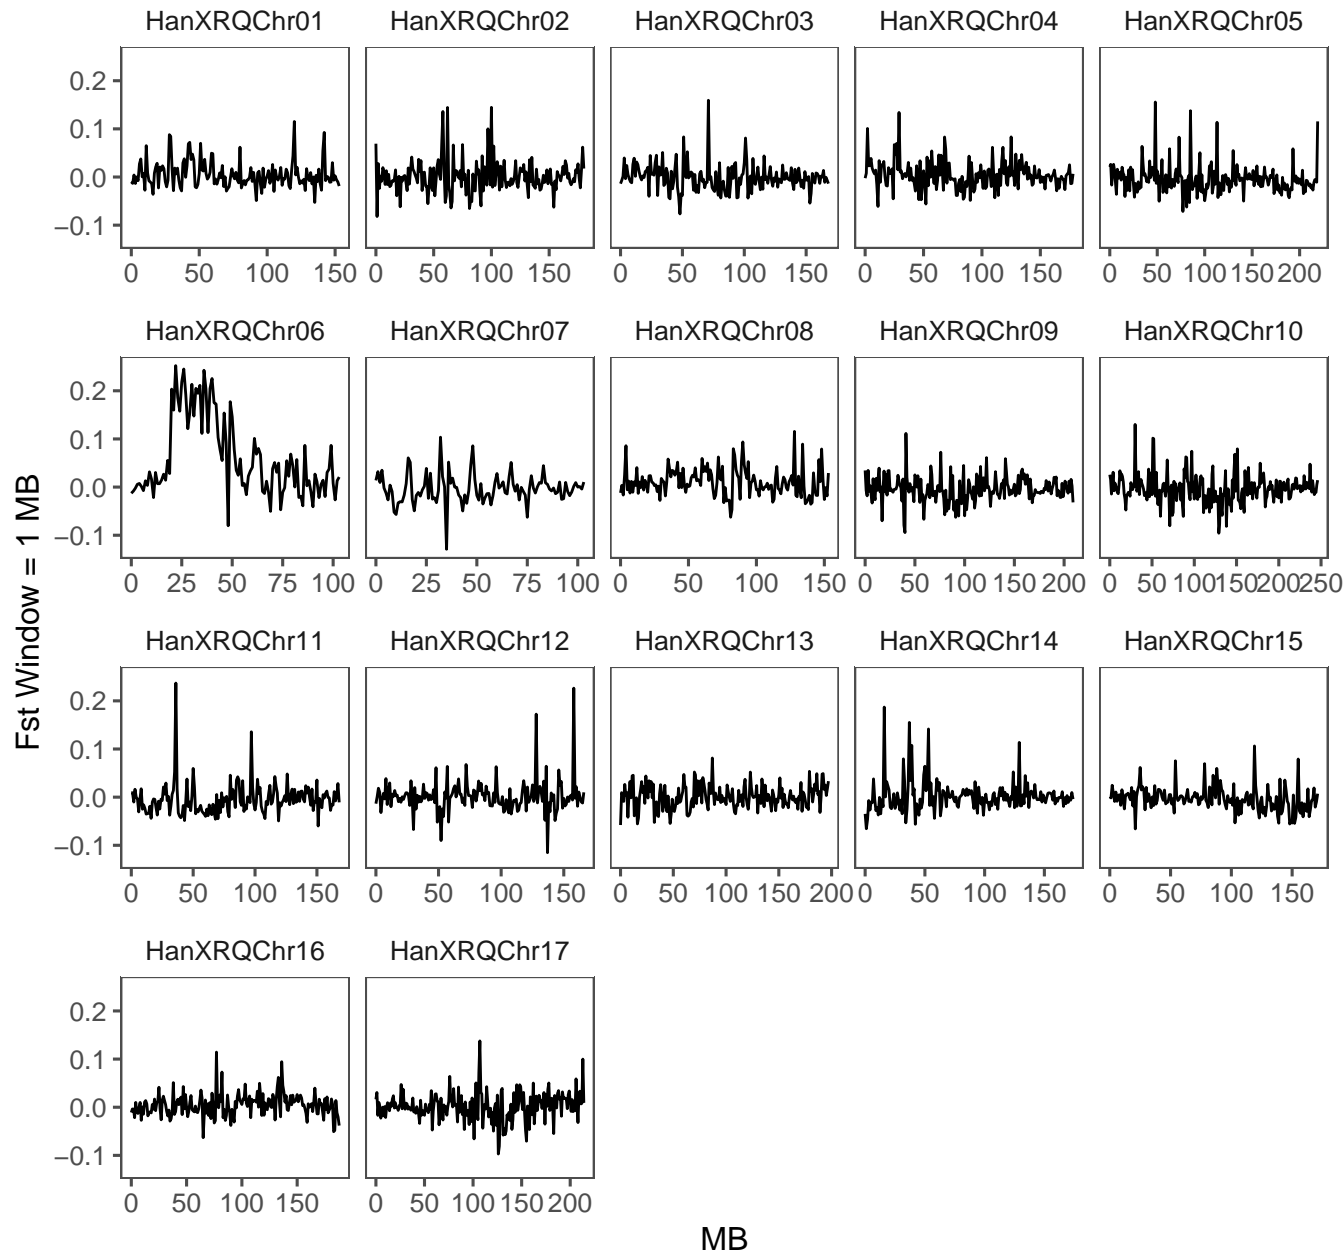 HanXRQChr01 HanXRQChr02 HanXRQChr03 HanXRQChr04 HanXRQChr05
0.2
0.1
0.0
−0.1
0 50 100 150 0 50 100 150 0 50 100 150 0 50 100 150 0 50 100 150 200
HanXRQChr06 HanXRQChr07 HanXRQChr08 HanXRQChr09 HanXRQChr10
0.2
0.1
0.0
−0.1
0 25 50 75 100 0 25 50 75 100 0 50 100 150 0 50 100 150 200 0 50 100 150 200 250
HanXRQChr11 HanXRQChr12 HanXRQChr13 HanXRQChr14 HanXRQChr15
0.2
0.1
0.0
−0.1
0 50 100 150 0 50 100 150 0 50 100 150 200 0 50 100 150 0 50 100 150
HanXRQChr16 HanXRQChr17
0.2
0.1
0.0
−0.1
0 50 100 150 0 50 100 150 200
Fst Window = 1 MB
MB